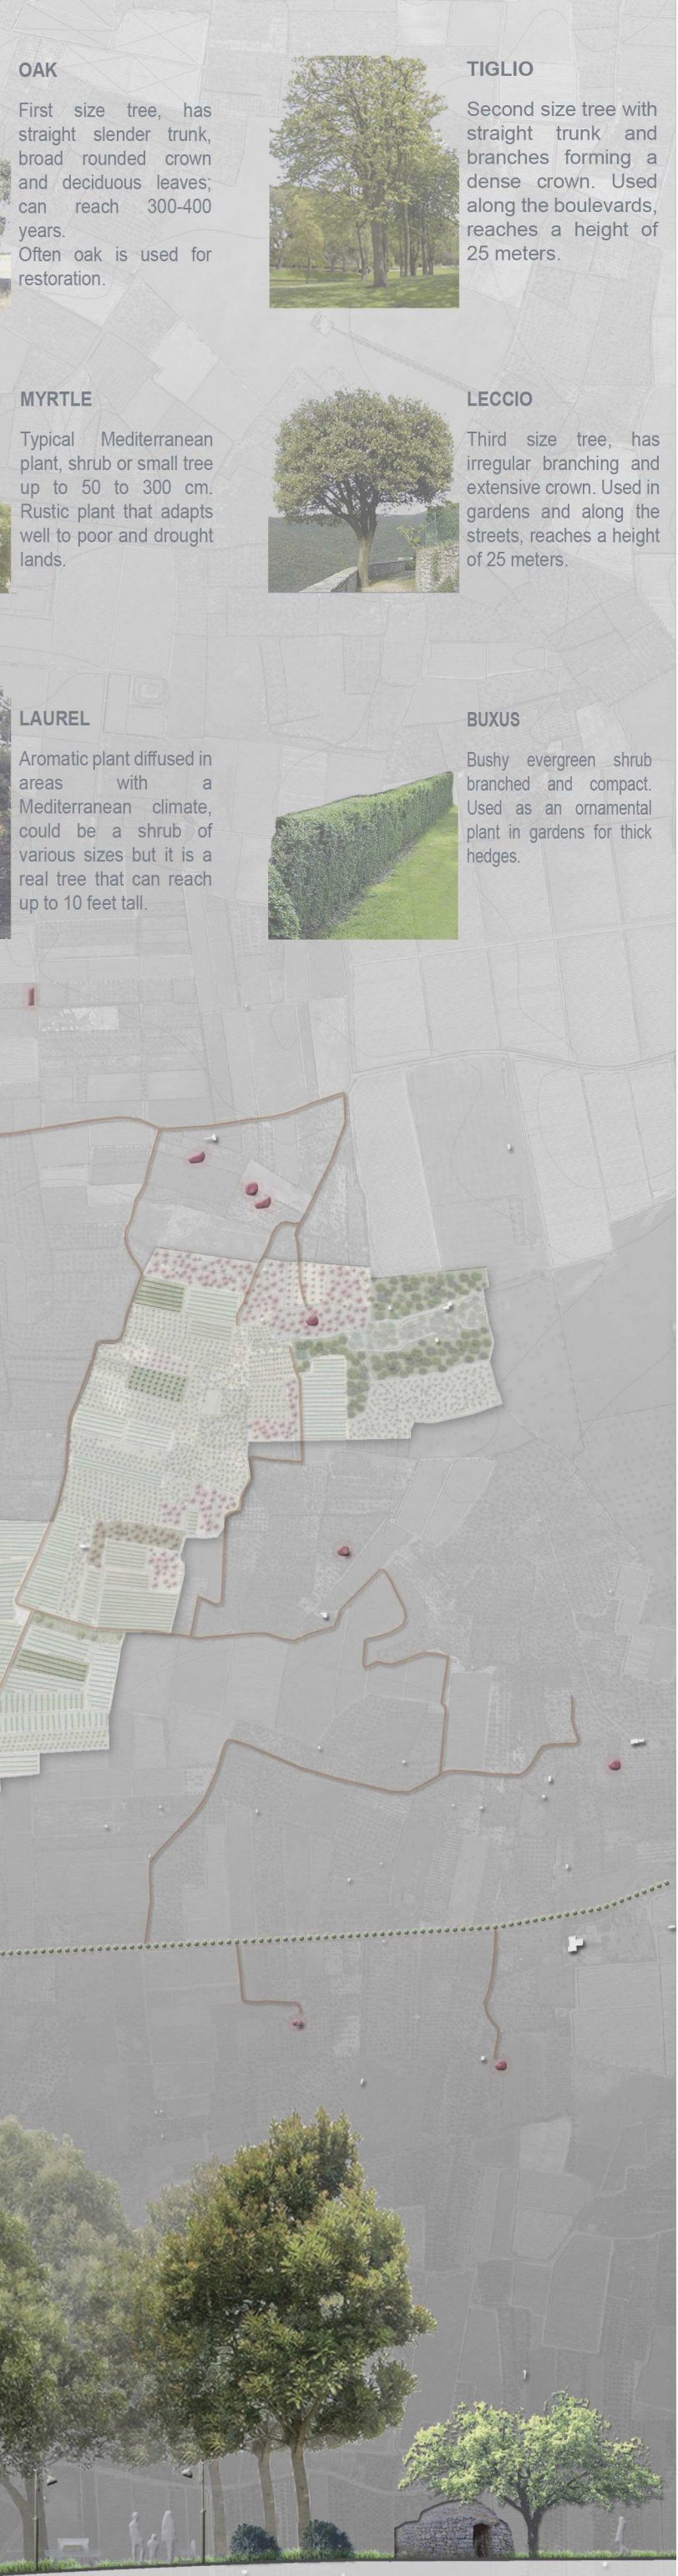 OAK
First size tree, has
straight slender trunk,
broad rounded crown
and deciduous leaves;
can reach 300-400
years.
Often oak is used for
restoration.
TIGLIO
Second size tree with
straight trunk and
branches forming a
dense crown. Used
along the boulevards,
reaches a height of
25 meters.
MYRTLE
Typical Mediterranean
plant, shrub or small tree
up to 50 to 300 cm.
Rustic plant that adapts
well to poor and drought
lands.
LECCIO
Third size tree, has
irregular branching and
extensive crown. Used in
gardens and along the
streets, reaches a height
of 25 meters.
LAUREL
Aromatic plant diffused in
areas with a
Mediterranean climate,
could be a shrub of
various sizes but it is a
real tree that can reach
up to 10 feet tall.
BUXUS
Bushy evergreen shrub
branched and compact.
Used as an ornamental
plant in gardens for thick
hedges.